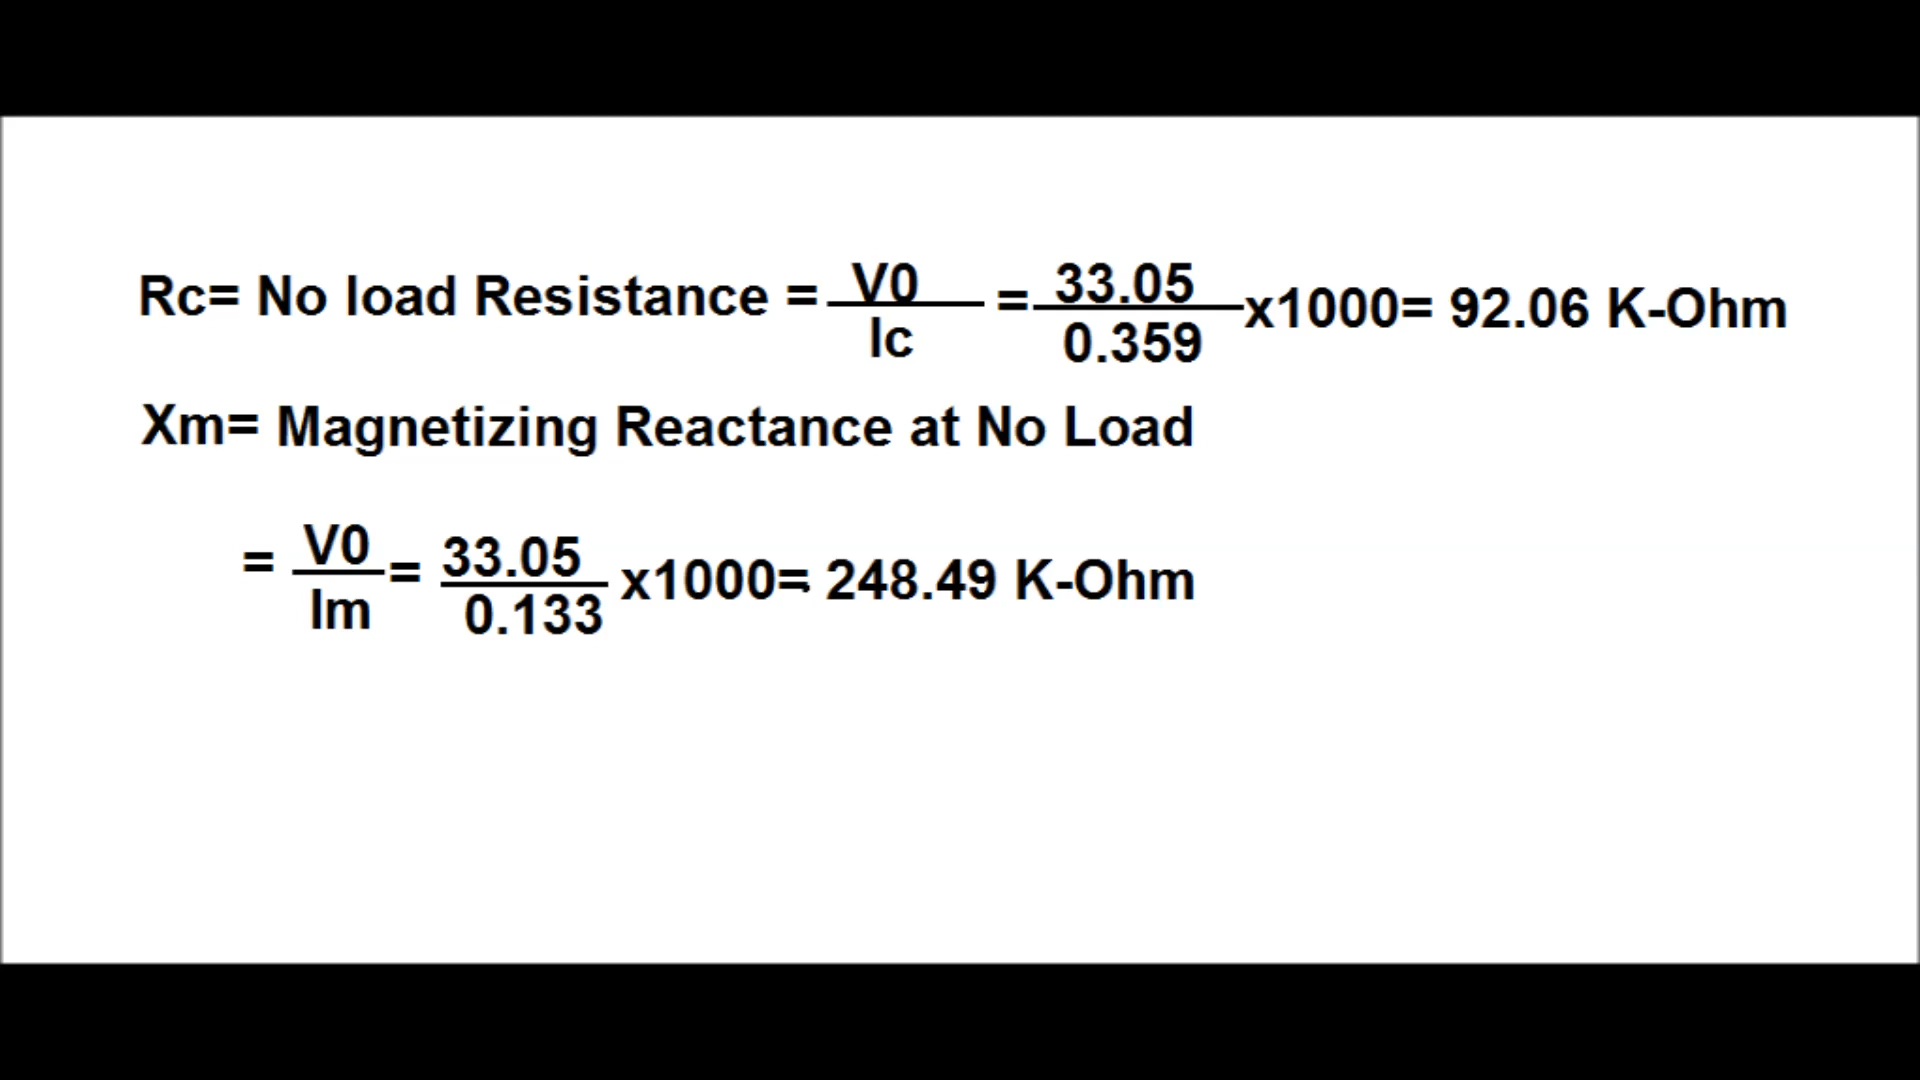 Rc= No load Resistance = V0 / Ic = 33.05 / 0.359 x1000= 92.06 K-Ohm
Xm= Magnetizing Reactance at No Load
= V0 / Im = 33.05 / 0.133 x1000= 248.49 K-Ohm